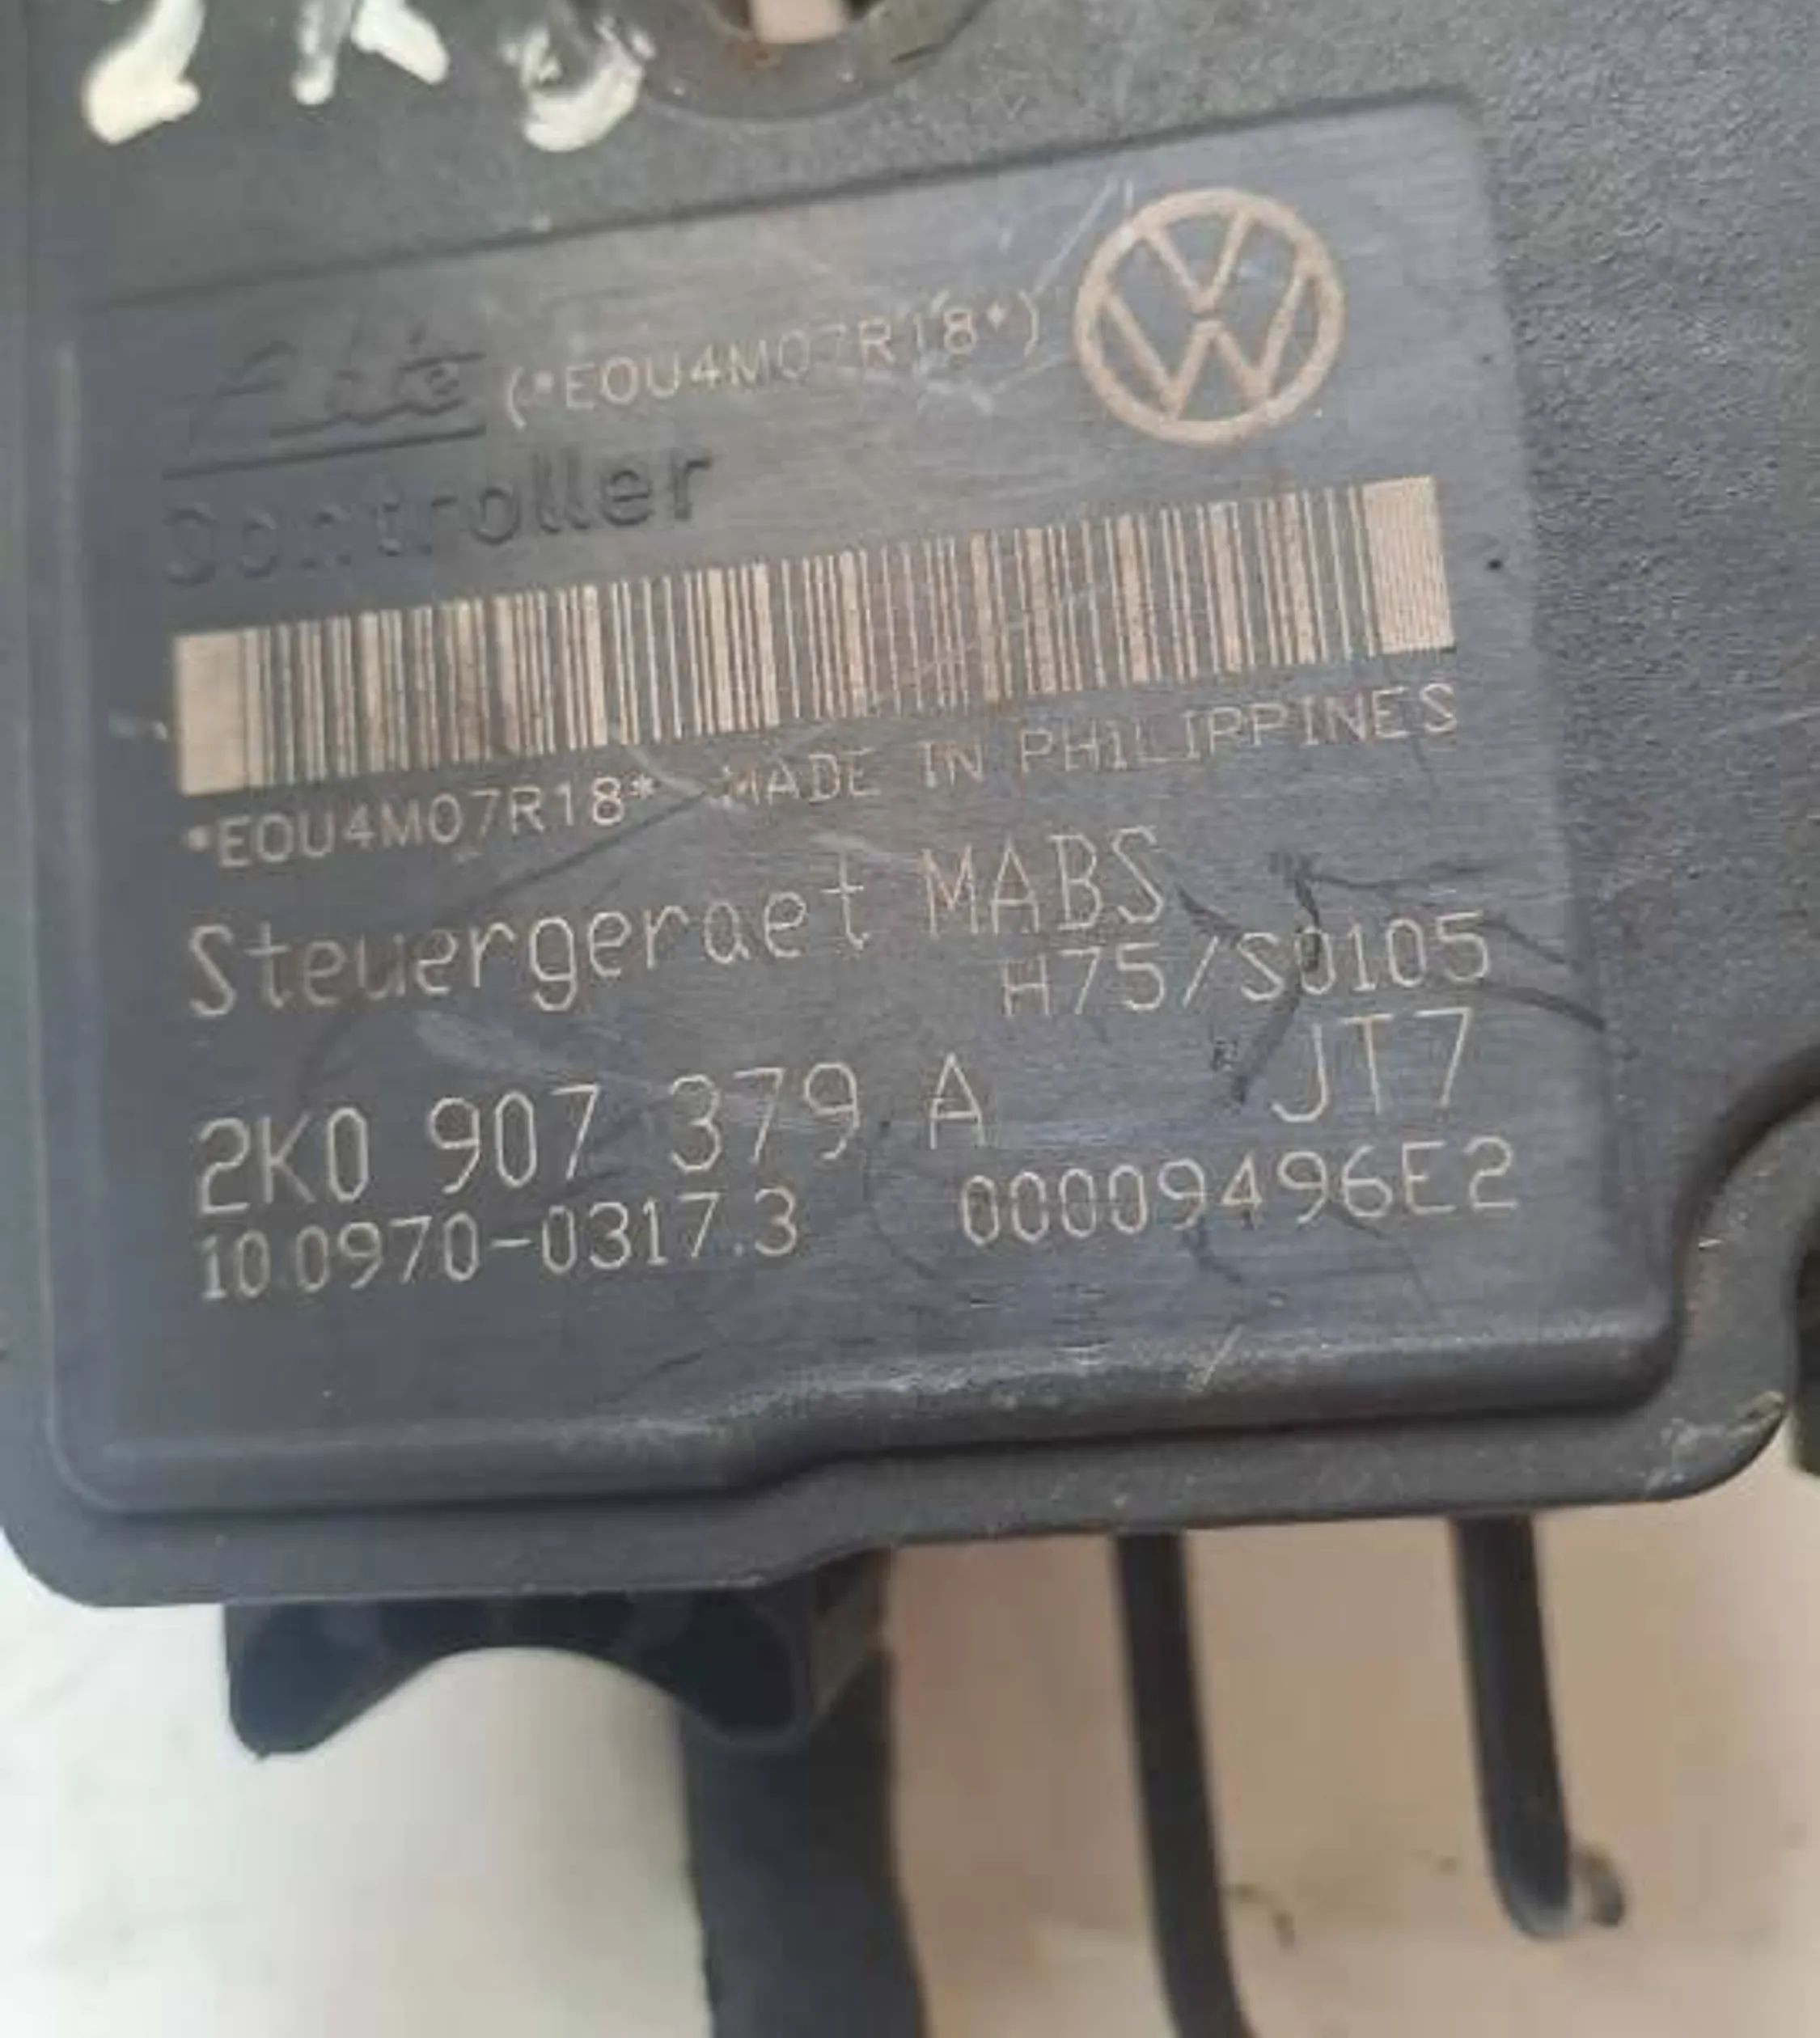 Ate (*E0U4M07R18*)
Controller
*E0U4M07R18* MADE IN PHILIPPINES
Steuergeraet MABS
H75/S0105
2K0 907 379 A JT7
10.0970-0317.3 00009496E2